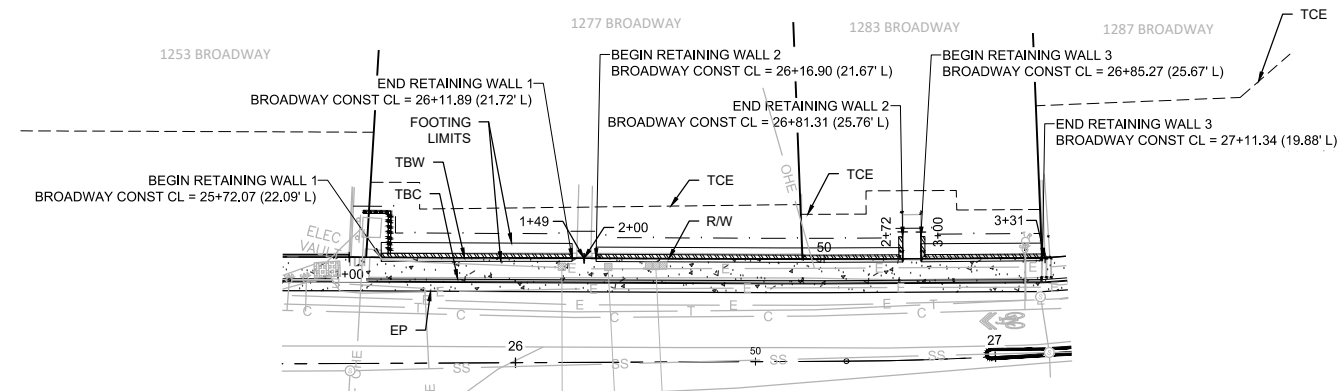 1253 BROADWAY
1277 BROADWAY
1283 BROADWAY
1287 BROADWAY
TCE
END RETAINING WALL 1
BROADWAY CONST CL = 26+11.89 (21.72' L)
BEGIN RETAINING WALL 2
BROADWAY CONST CL = 26+16.90 (21.67' L)
END RETAINING WALL 2
BROADWAY CONST CL = 26+81.31 (25.76' L)
BEGIN RETAINING WALL 3
BROADWAY CONST CL = 26+85.27 (25.67' L)
END RETAINING WALL 3
BROADWAY CONST CL = 27+11.34 (19.88' L)
FOOTING
LIMITS
TBW
TBC
BEGIN RETAINING WALL 1
BROADWAY CONST CL = 25+72.07 (22.09' L)
TCE
OHE
TCE
R/W
1+49
2+00
50
2+72
3+00
3+31
ELEC
VAULT
+00
E
E
E
E
E
E
E
E
E
E
E
C
T
C
E
C
T
C
C
T
EP
OHE
26
50
27
SS
SS
SS
SS
SS
E